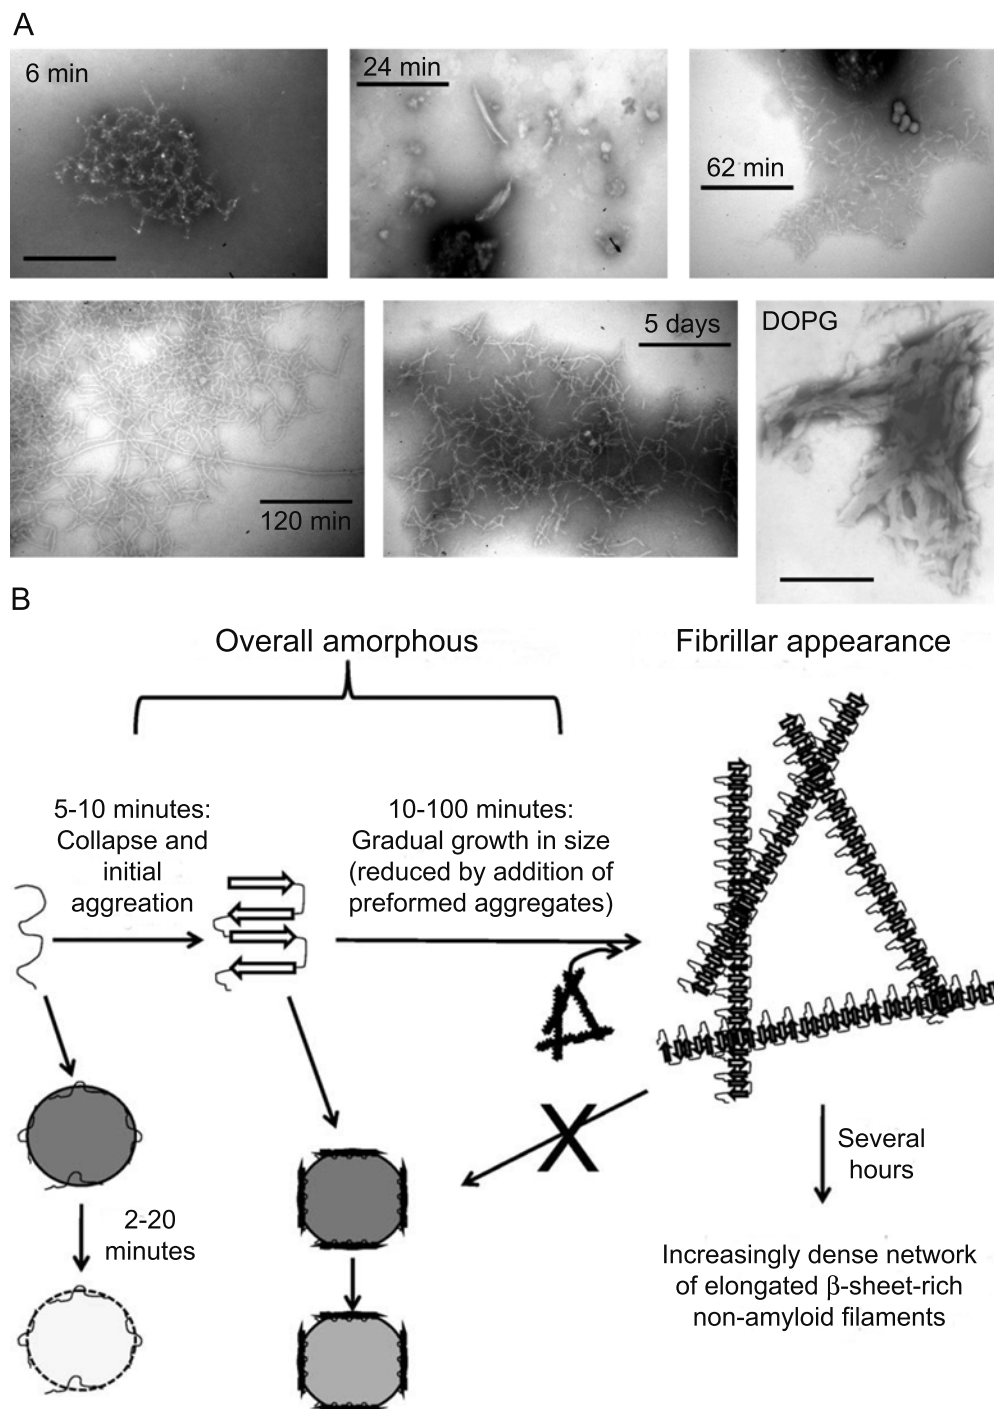 A
6 min
24 min
62 min
120 min
5 days
DOPG
B
Overall amorphous
Fibrillar appearance
5-10 minutes:
Collapse and
initial
aggreation
10-100 minutes:
Gradual growth in size
(reduced by addition of
preformed aggregates)
X
Several
hours
2-20
minutes
Increasingly dense network
of elongated β-sheet-rich
non-amyloid filaments